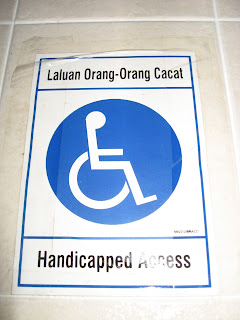 Laluan Orang-Orang Cacat
Handicapped Access